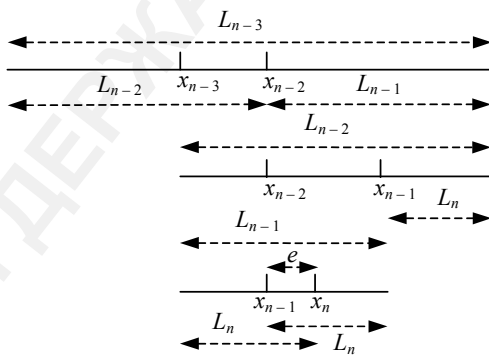 L_{n-3}
x_{n-3} x_{n-2}
L_{n-2} L_{n-1}
L_{n-2}
x_{n-2} x_{n-1}
L_n
L_{n-1}
e
x_{n-1} x_n
L_n L_n